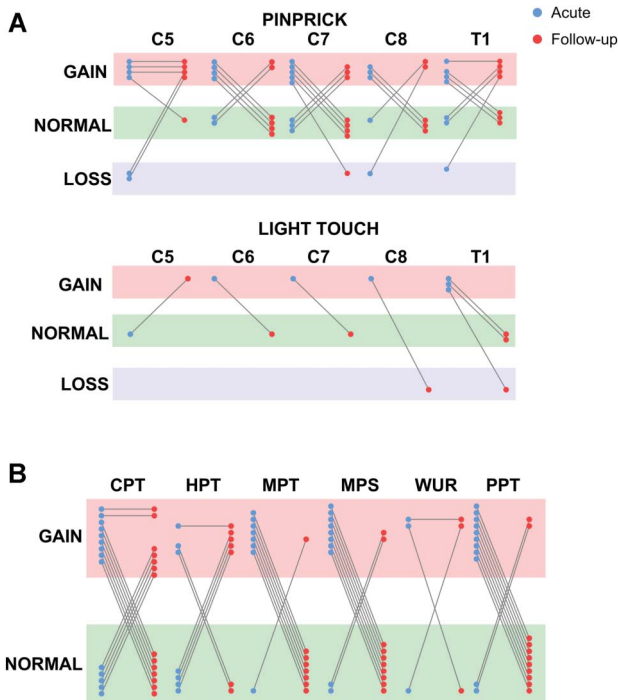 A
PINPRICK
Acute
Follow-up
C5 C6 C7 C8 T1
GAIN
NORMAL
LOSS
LIGHT TOUCH
C5 C6 C7 C8 T1
GAIN
NORMAL
LOSS
B
CPT HPT MPT MPS WUR PPT
GAIN
NORMAL